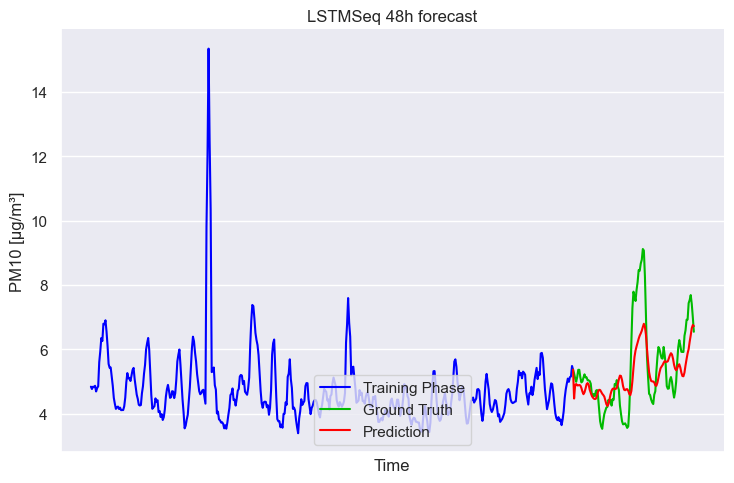 LSTMSeq 48h forecast
PM10 [µg/m³]
14
12
10
8
6
4
Training Phase
Ground Truth
Prediction
Time